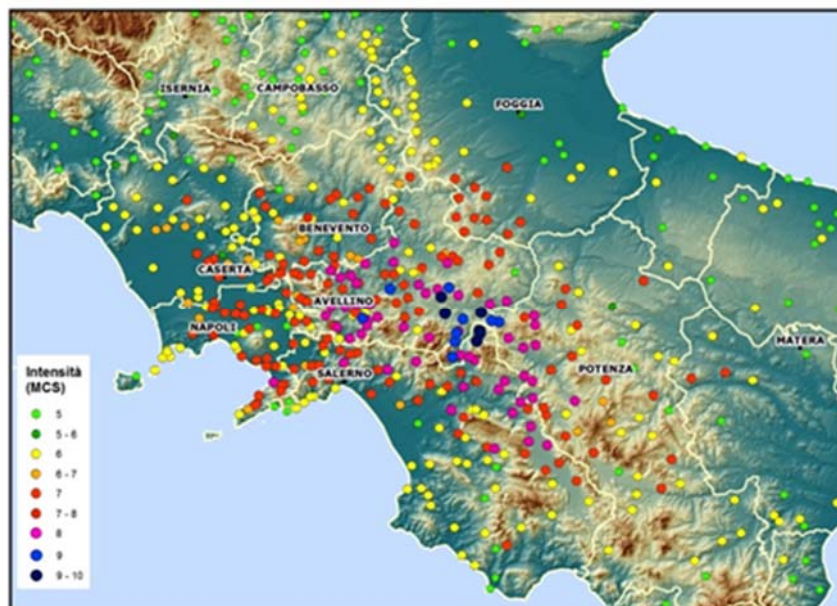 ISERNIA
CAMPOBASSO
FOGGIA
BENEVENTO
CASERTA
AVELLINO
NAPOLI
MATERA
SALERNO
POTENZA
Intensità
(MCS)
5
5 - 6
6
6 - 7
7
7 - 8
8
9
9 - 10